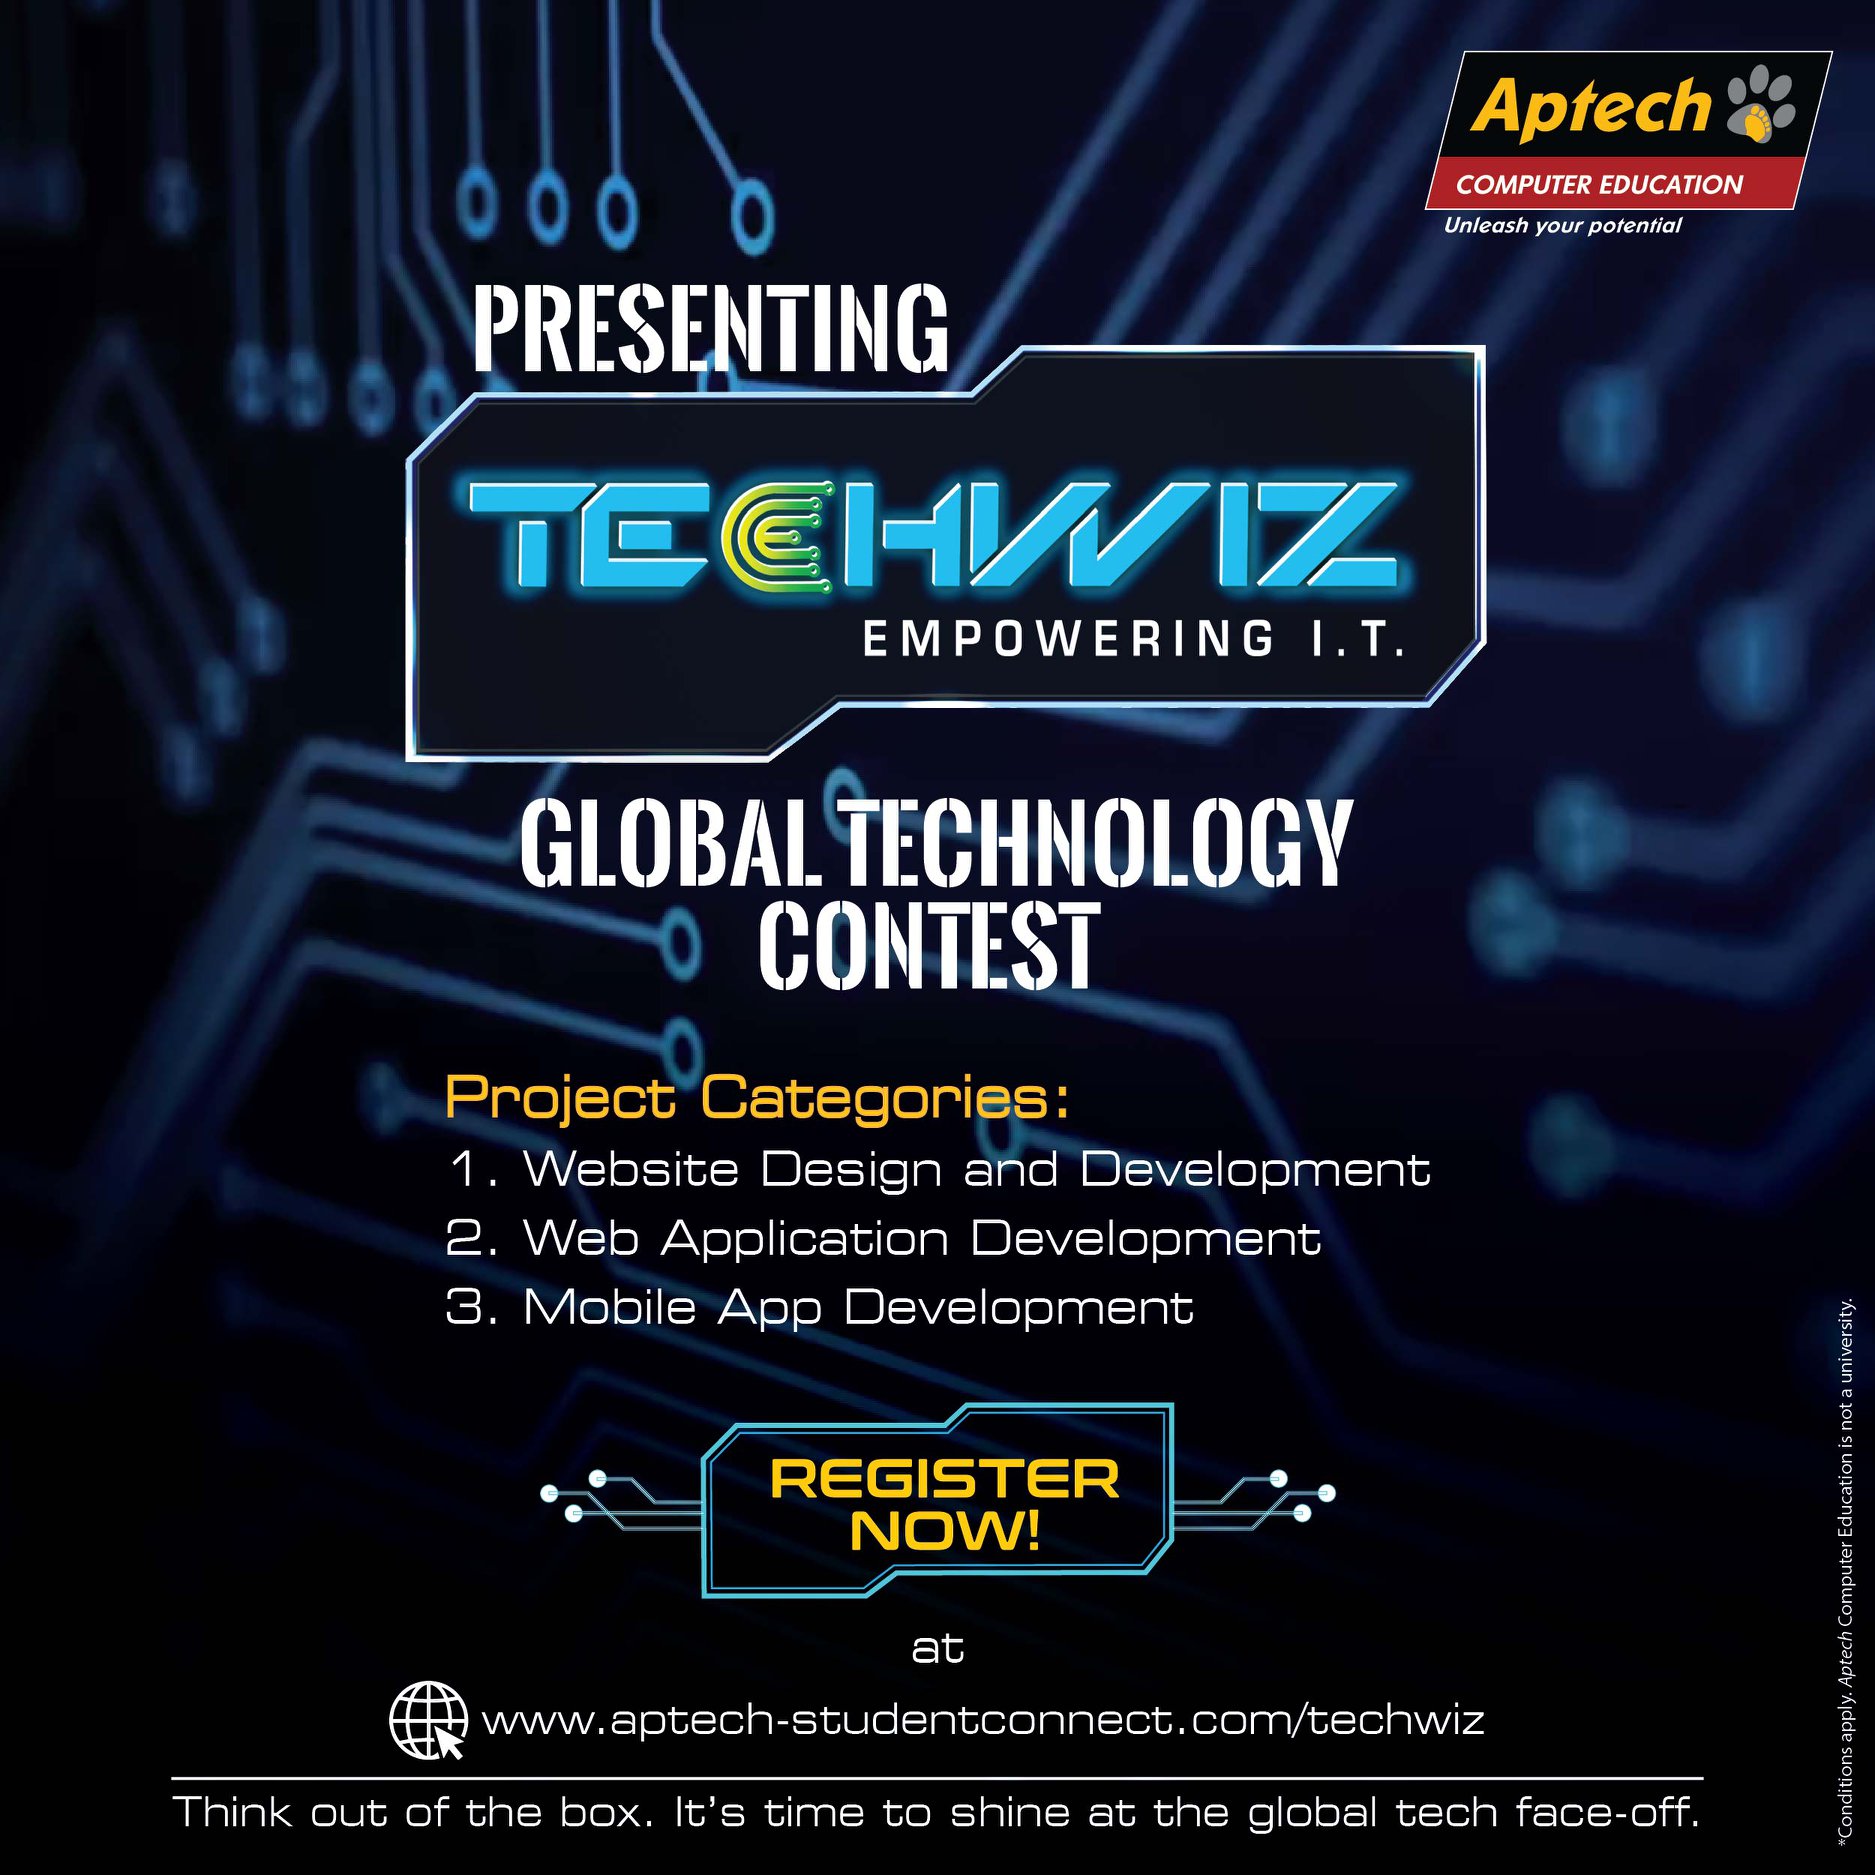 Aptech
COMPUTER EDUCATION
Unleash your potential
PRESENTING
TECHWIZ
EMPOWERING I.T.
GLOBAL TECHNOLOGY
CONTEST
Project Categories:
1. Website Design and Development
2. Web Application Development
3. Mobile App Development
REGISTER
NOW!
at
www.aptech-studentconnect.com/techwiz
Think out of the box. It's time to shine at the global tech face-off.
*Conditions apply. Aptech Computer Education is not a university.